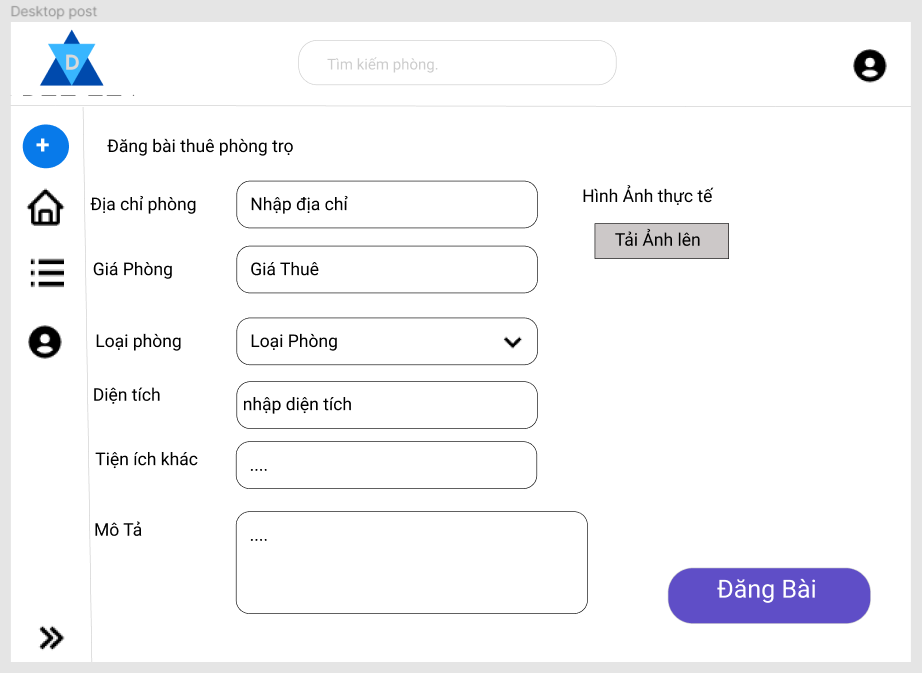 Desktop post
D
Tìm kiếm phòng.
+
Đăng bài thuê phòng trọ
Địa chỉ phòng
Nhập địa chỉ
Hình Ảnh thực tế
Tải Ảnh lên
Giá Phòng
Giá Thuê
Loại phòng
Loại Phòng
Diện tích
nhập diện tích
Tiện ích khác
....
Mô Tả
....
Đăng Bài